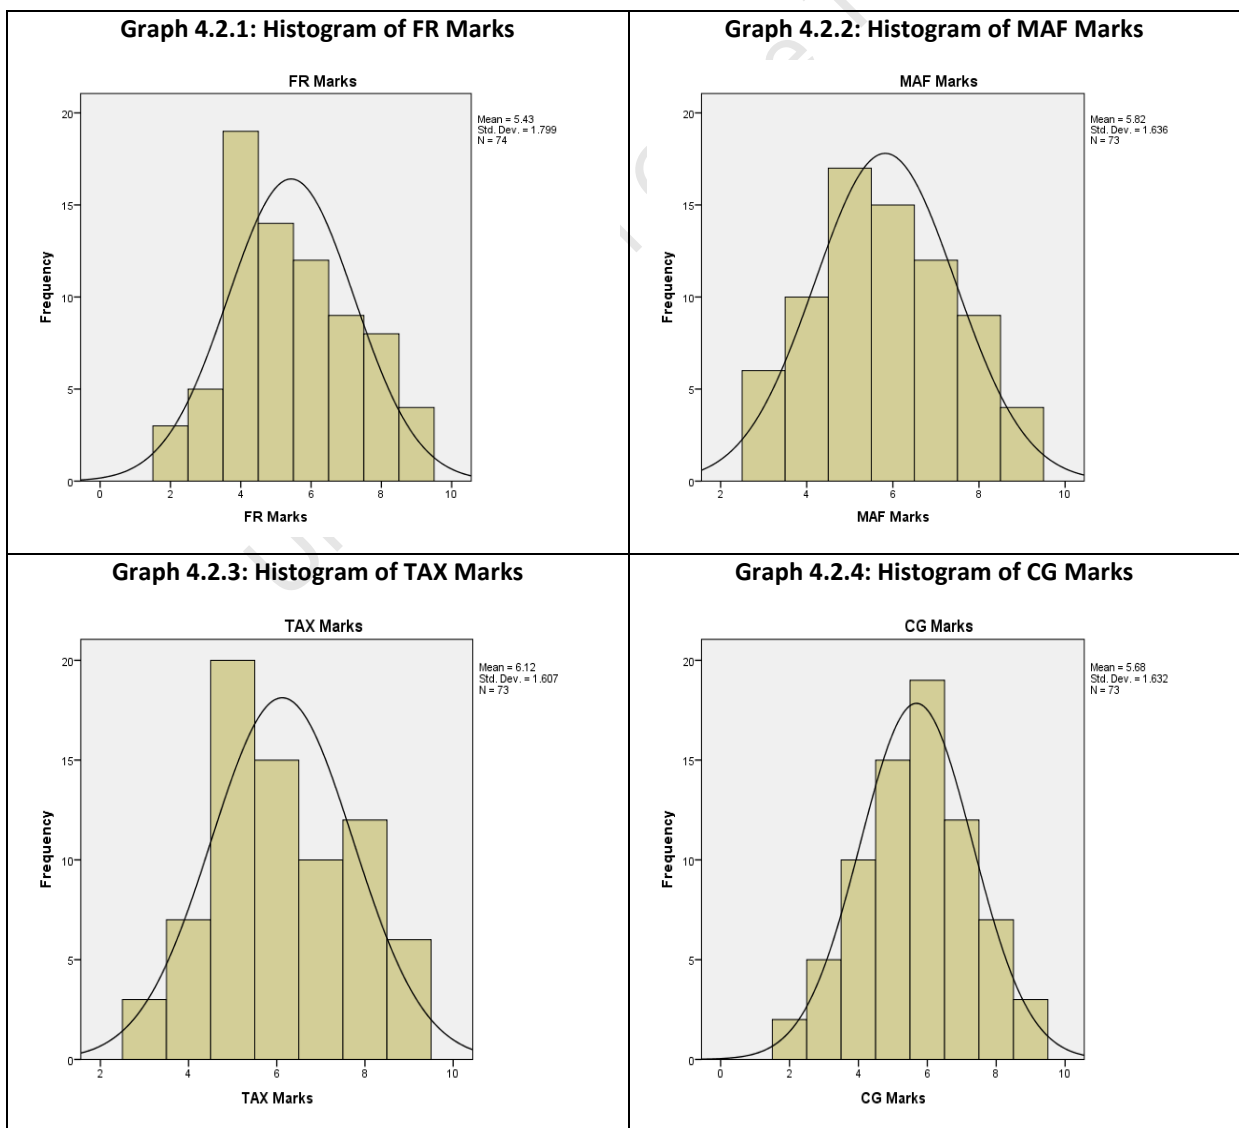 Graph 4.2.1: Histogram of FR Marks
FR Marks
20
15
10
5
0
Frequency
0 2 4 6 8 10
FR Marks
Mean = 5.43
Std. Dev. = 1.799
N = 74
Graph 4.2.2: Histogram of MAF Marks
MAF Marks
20
15
10
5
0
Frequency
2 4 6 8 10
MAF Marks
Mean = 5.82
Std. Dev. = 1.636
N = 73
Graph 4.2.3: Histogram of TAX Marks
TAX Marks
20
15
10
5
0
Frequency
2 4 6 8 10
TAX Marks
Mean = 6.12
Std. Dev. = 1.607
N = 73
Graph 4.2.4: Histogram of CG Marks
CG Marks
20
15
10
5
0
Frequency
0 2 4 6 8 10
CG Marks
Mean = 5.68
Std. Dev. = 1.632
N = 73